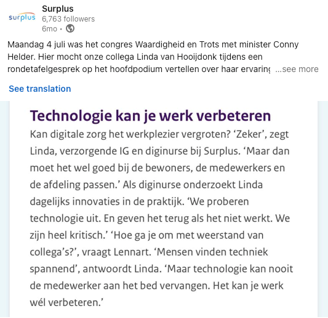 surplus
Surplus
6,763 followers
6mo •
Maandag 4 juli was het congres Waardigheid en Trots met minister Conny
Helder. Hier mocht onze collega Linda van Hooijdonk tijdens een
rondetafelgesprek op het hoofdpodium vertellen over haar ervaring ...see more
See translation
Technologie kan je werk verbeteren
Kan digitale zorg het werkplezier vergroten? ‘Zeker’, zegt
Linda, verzorgende IG en diginurse bij Surplus. ‘Maar dan
moet het wel goed bij de bewoners, de medewerkers en
de afdeling passen.’ Als diginurse onderzoekt Linda
dagelijks innovaties in de praktijk. ‘We proberen
technologie uit. En geven het terug als het niet werkt. We
zijn heel kritisch.’ ‘Hoe ga je om met weerstand van
collega’s?’, vraagt Lennart. ‘Mensen vinden techniek
spannend’, antwoordt Linda. ‘Maar technologie kan nooit
de medewerker aan het bed vervangen. Het kan je werk
wél verbeteren.’